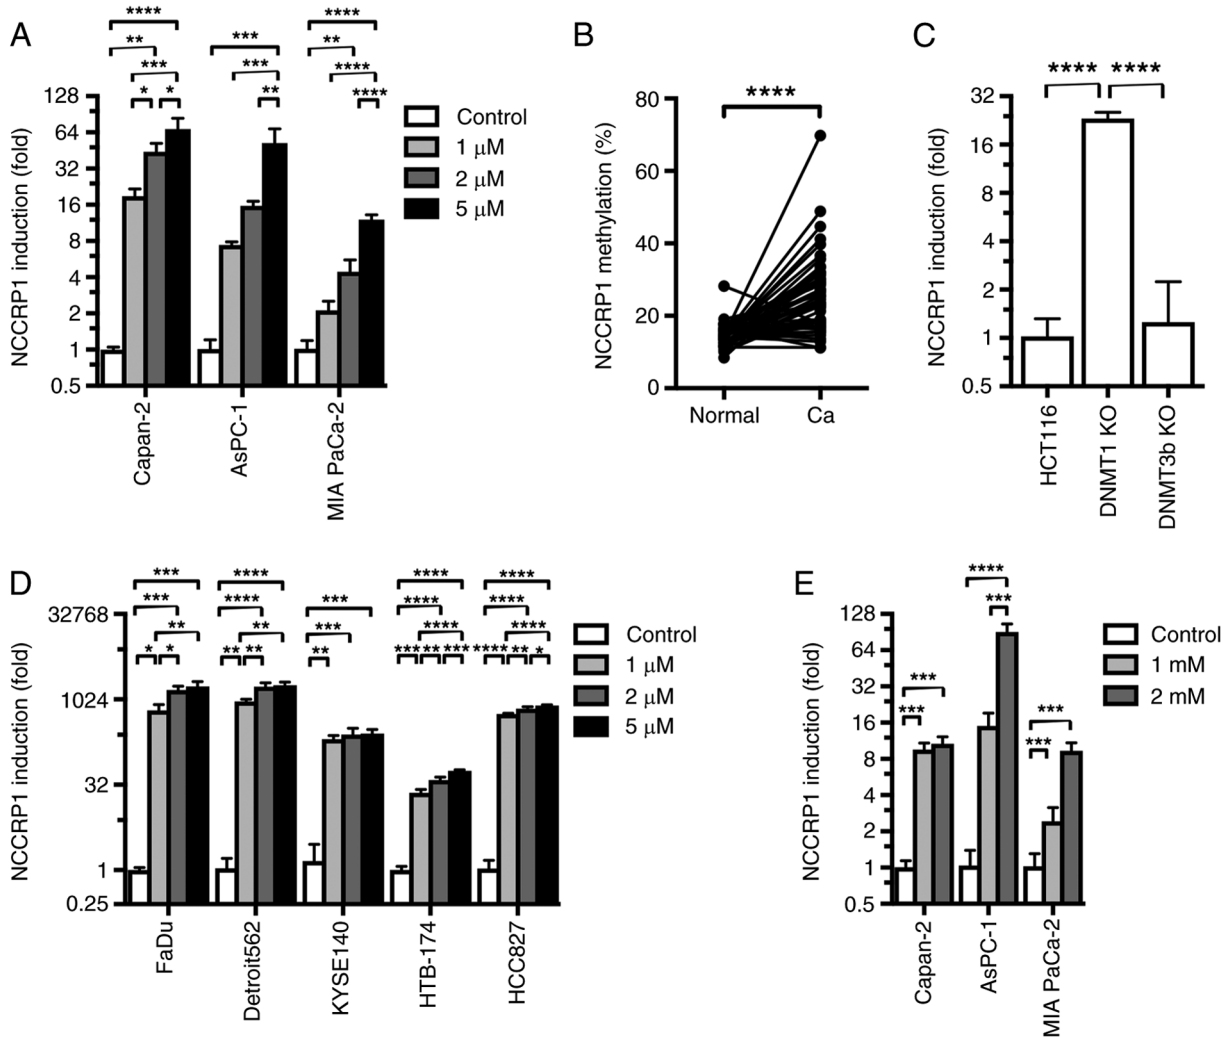 A
****
**
***
*
*
***
***
**
****
**
****
****
NCCRP1 induction (fold)
128
64
32
16
8
4
2
1
0.5
Capan-2
AsPC-1
MIA PaCa-2
Control
1 µM
2 µM
5 µM
B
****
NCCRP1 methylation (%)
80
60
40
20
0
Normal
Ca
C
****
****
NCCRP1 induction (fold)
32
16
8
4
2
1
0.5
HCT116
DNMT1 KO
DNMT3b KO
D
***
***
**
*
*
****
****
**
**
**
***
***
**
****
****
****
***
**
***
****
****
****
****
**
*
NCCRP1 induction (fold)
32768
1024
32
1
0.25
FaDu
Detroit562
KYSE140
HTB-174
HCC827
Control
1 µM
2 µM
5 µM
E
***
***
****
***
***
***
NCCRP1 induction (fold)
128
64
32
16
8
4
2
1
0.5
Capan-2
AsPC-1
MIA PaCa-2
Control
1 mM
2 mM